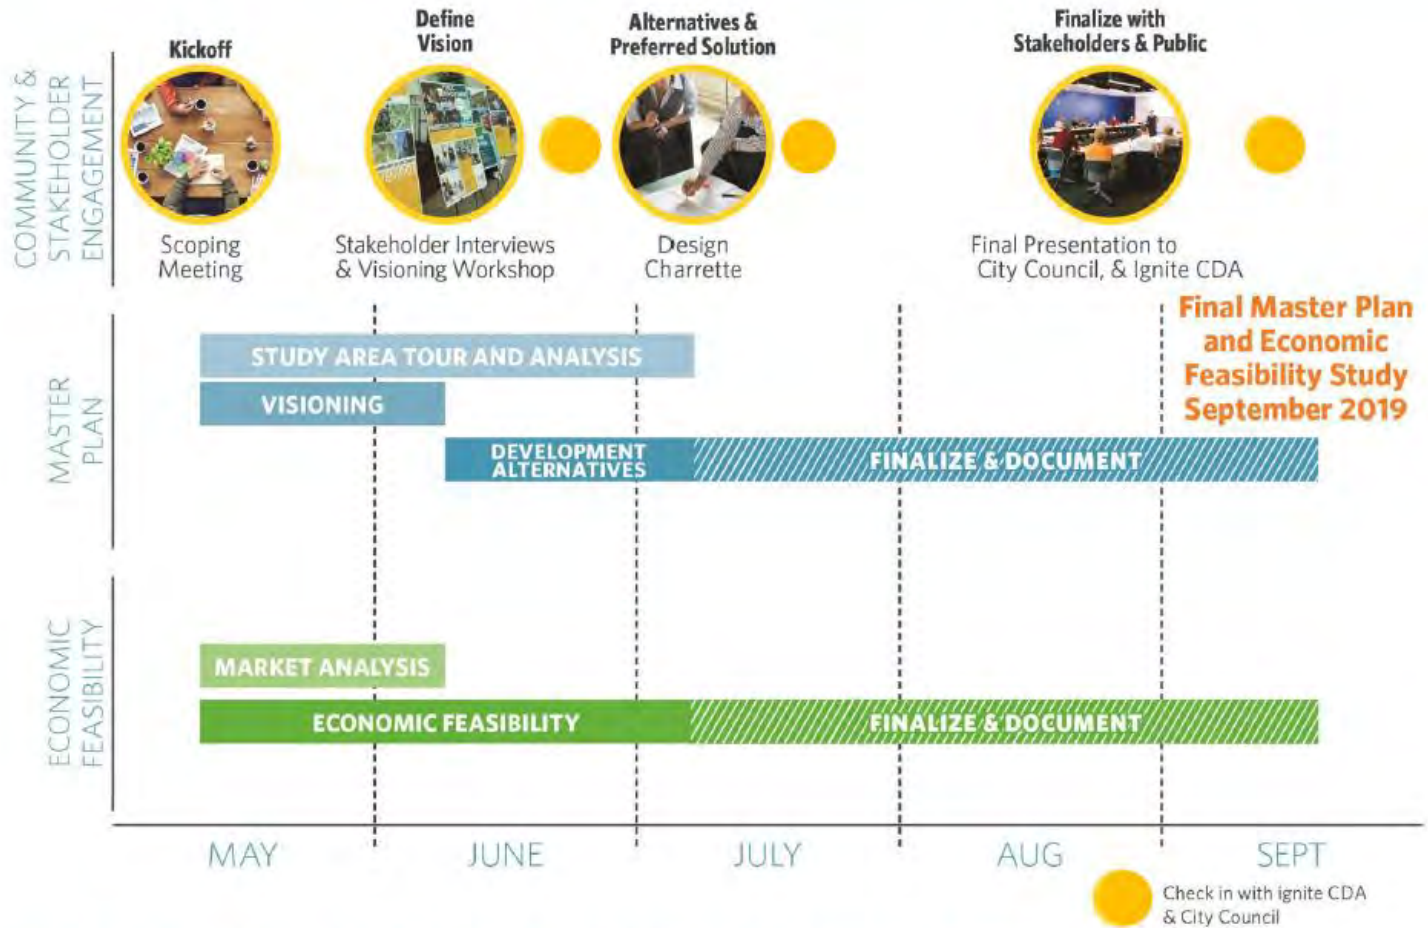 COMMUNITY &
STAKEHOLDER
ENGAGEMENT
Kickoff
Define
Vision
Alternatives &
Preferred Solution
Finalize with
Stakeholders & Public
Scoping
Meeting
Stakeholder Interviews
& Visioning Workshop
Design
Charrette
Final Presentation to
City Council, & Ignite CDA
MASTER
PLAN
STUDY AREA TOUR AND ANALYSIS
VISIONING
DEVELOPMENT
ALTERNATIVES
FINALIZE & DOCUMENT
Final Master Plan
and Economic
Feasibility Study
September 2019
ECONOMIC
FEASIBILITY
MARKET ANALYSIS
ECONOMIC FEASIBILITY
FINALIZE & DOCUMENT
MAY
JUNE
JULY
AUG
SEPT
Check in with ignite CDA
& City Council